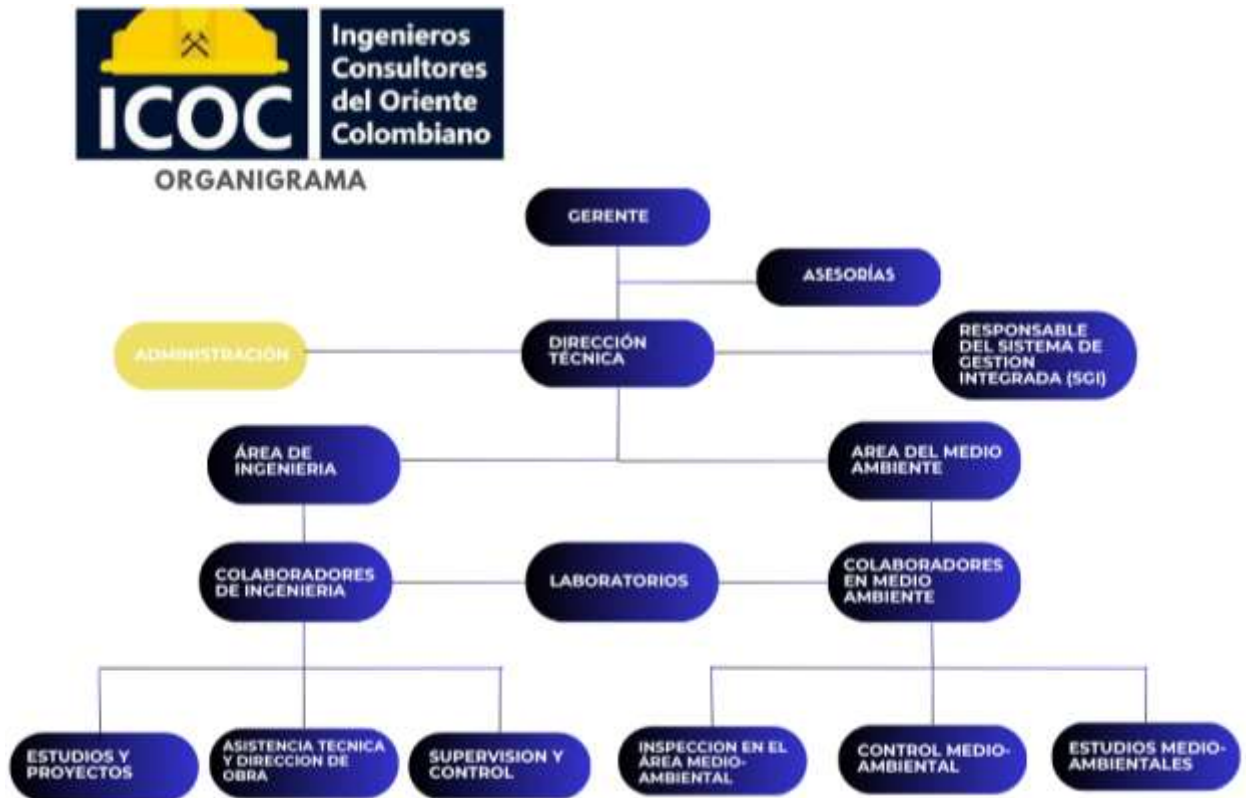 ICOC
Ingenieros
Consultores
del Oriente
Colombiano
ORGANIGRAMA
GERENTE
ASESORÍAS
ADMINISTRACIÓN
DIRECCIÓN
TÉCNICA
RESPONSABLE
DEL SISTEMA DE
GESTION
INTEGRADA (SGI)
ÁREA DE
INGENIERIA
AREA DEL MEDIO
AMBIENTE
COLABORADORES
DE INGENIERIA
LABORATORIOS
COLABORADORES
EN MEDIO
AMBIENTE
ESTUDIOS Y
PROYECTOS
ASISTENCIA TECNICA
Y DIRECCION DE
OBRA
SUPERVISION Y
CONTROL
INSPECCION EN EL
ÁREA MEDIO-
AMBIENTAL
CONTROL MEDIO-
AMBIENTAL
ESTUDIOS MEDIO-
AMBIENTALES